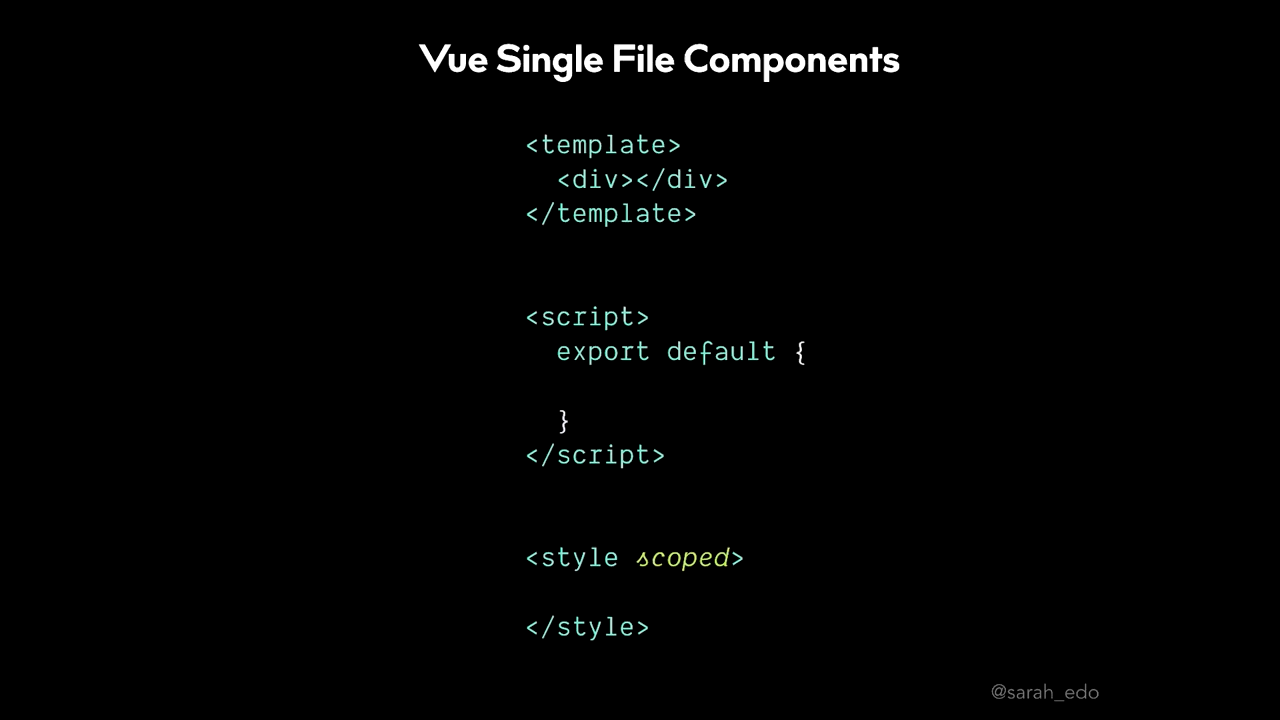 Vue Single File Components
<template>
<div></div>
</template>
<script>
export default {
}
</script>
<style scoped>
</style>
@sarah_edo